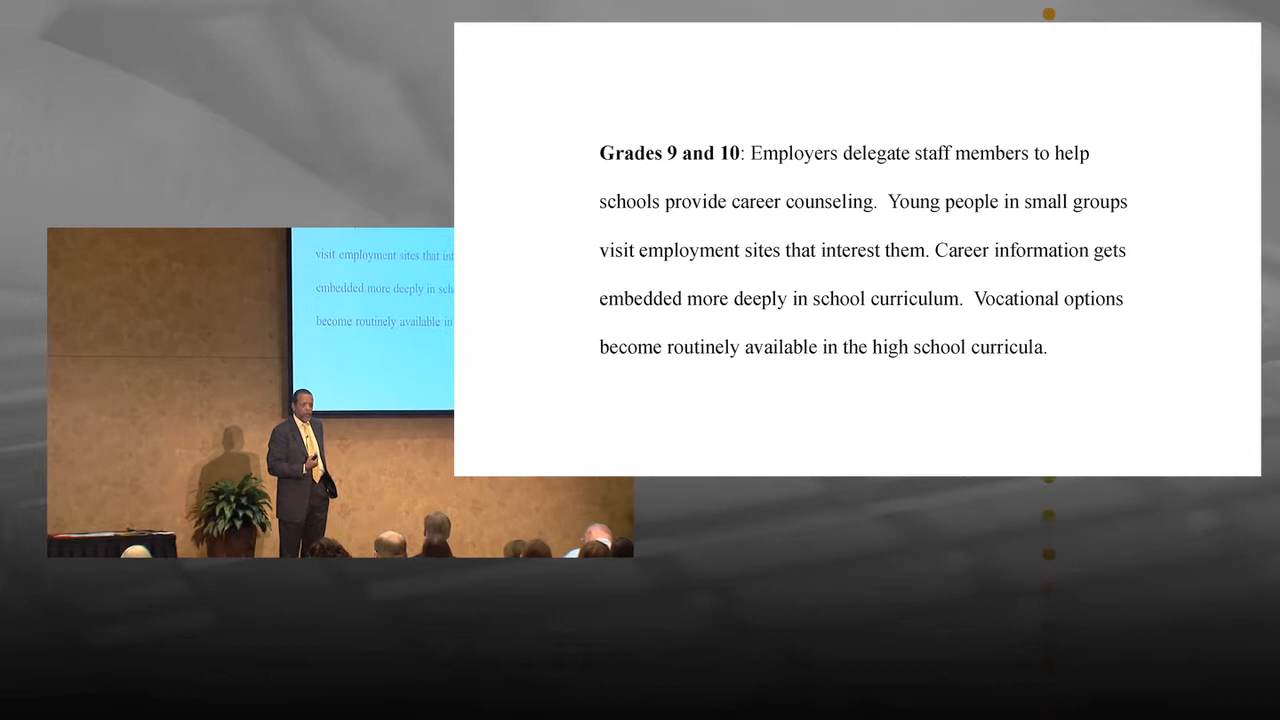 Grades 9 and 10: Employers delegate staff members to help
schools provide career counseling.  Young people in small groups
visit employment sites that interest them. Career information gets
embedded more deeply in school curriculum.  Vocational options
become routinely available in the high school curricula.
visit employment sites that int
embedded more deeply in sch
become routinely available in